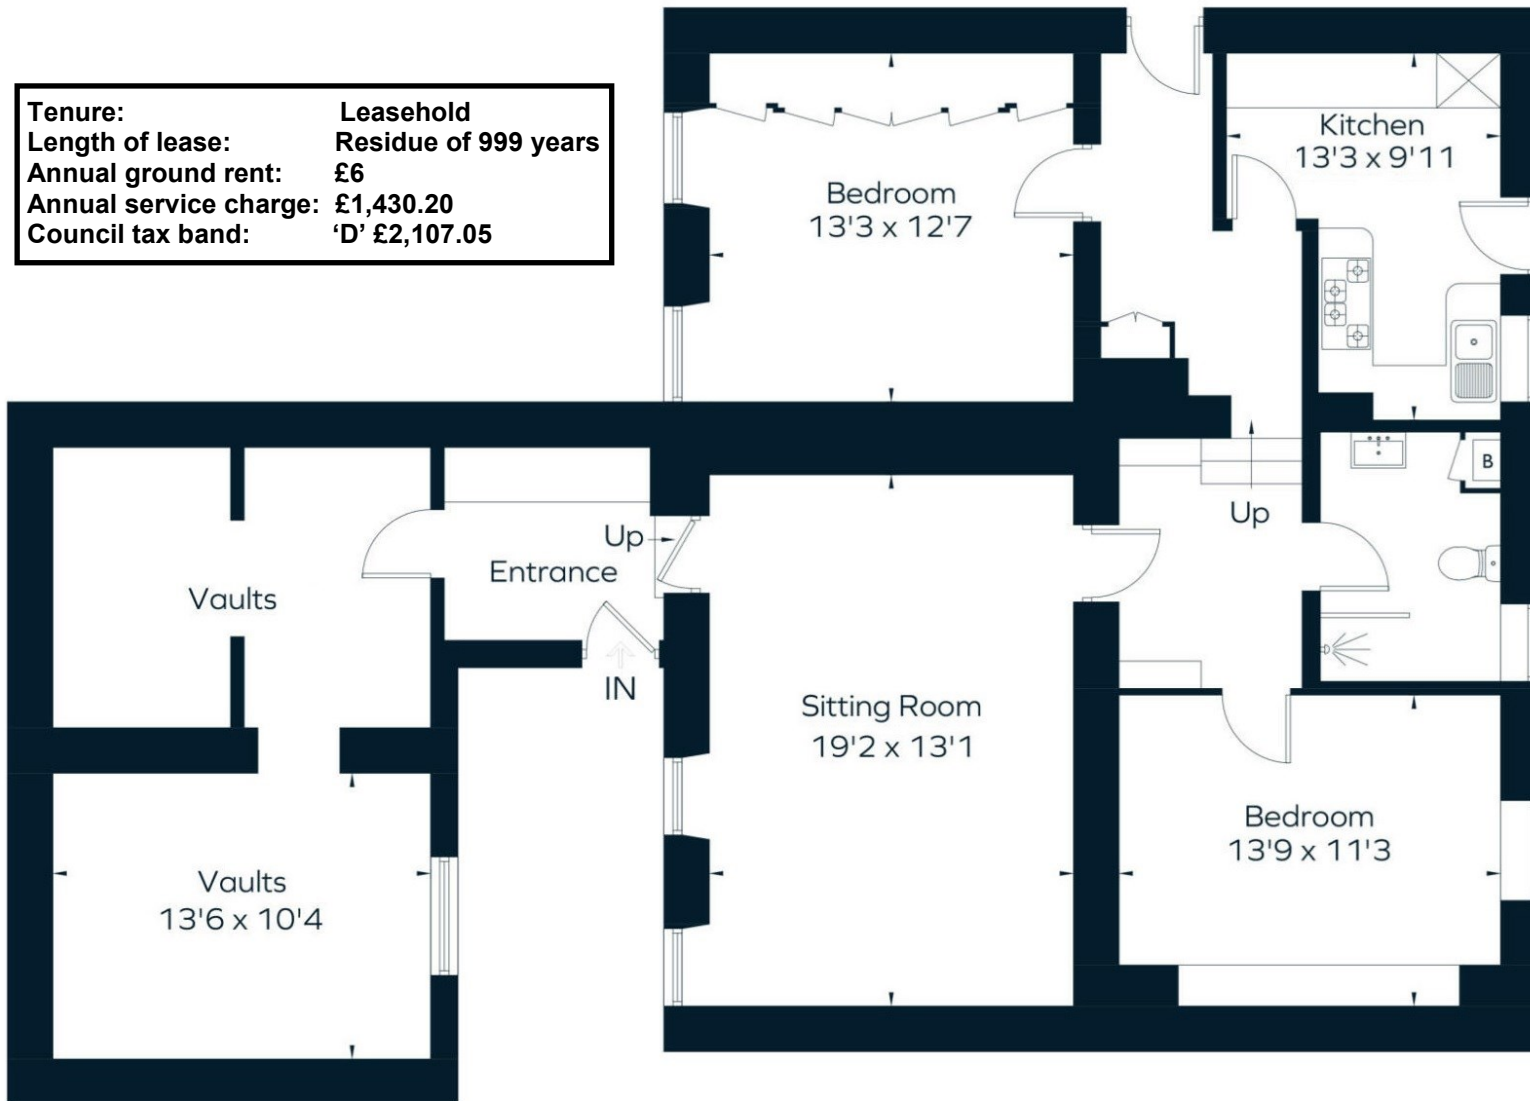 Tenure: Leasehold
Length of lease: Residue of 999 years
Annual ground rent: £6
Annual service charge: £1,430.20
Council tax band: ‘D’ £2,107.05
Kitchen
13'3 x 9'11
Bedroom
13'3 x 12'7
B
Up
Up
Entrance
Vaults
IN
Sitting Room
19'2 x 13'1
Bedroom
13'9 x 11'3
Vaults
13'6 x 10'4